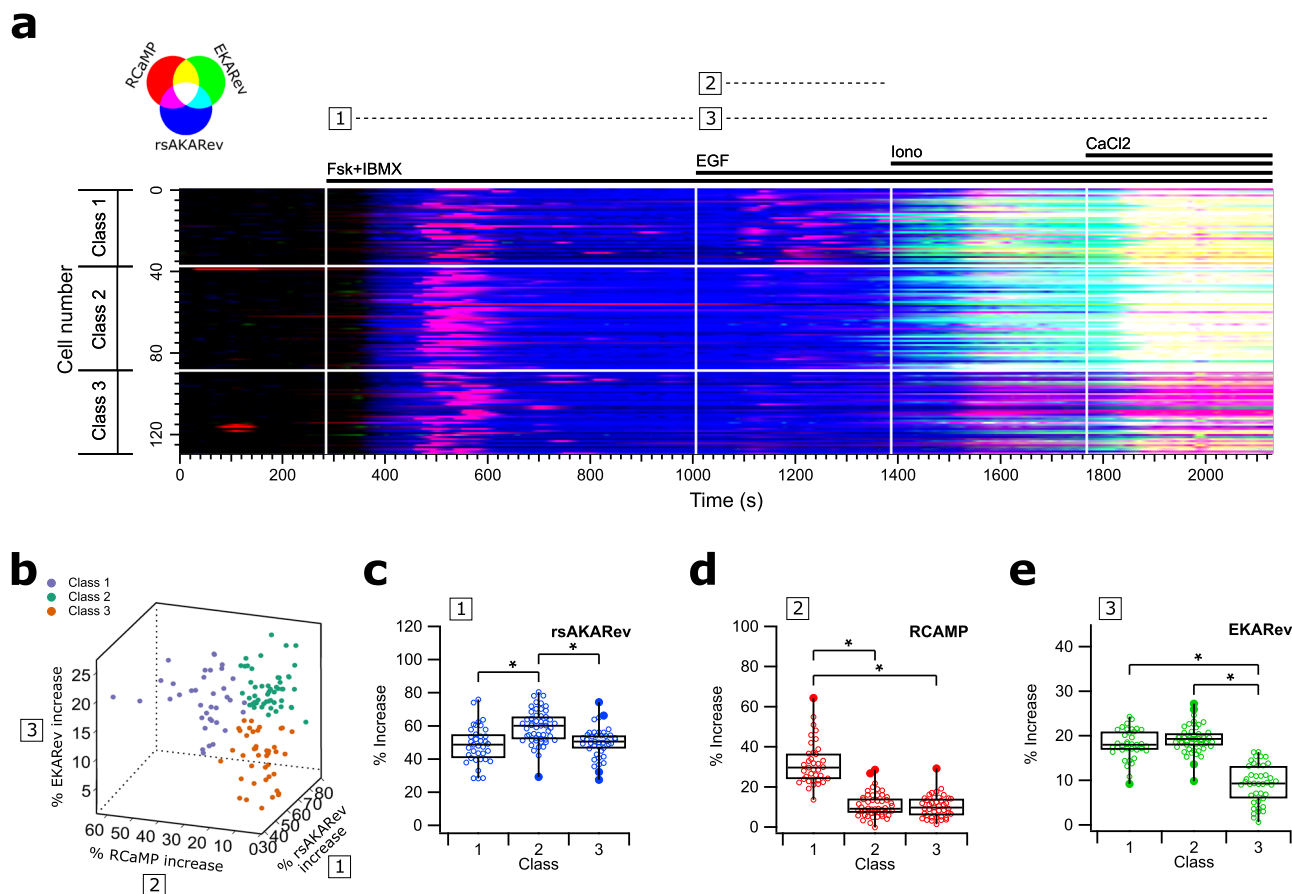 a
RCaMP
EKARev
rsAKARev
2
1
3
CaCl2
Iono
EGF
Fsk+IBMX
Cell number
Class 1
Class 2
Class 3
0
40
80
120
0 200 400 600 800 1000 1200 1400 1600 1800 2000
Time (s)
b
Class 1
Class 2
Class 3
3
% EKARev increase
25
20
15
10
5
60 50 40 30 20 10 0
% RCaMP increase
2
30 40 50 60 70 80
% rsAKARev
increase
1
c
1
rsAKARev
*
*
% Increase
120
100
80
60
40
20
0
1 2 3
Class
d
2
RCAMP
*
*
% Increase
100
80
60
40
20
0
1 2 3
Class
e
3
EKARev
*
*
% Increase
40
30
20
10
0
1 2 3
Class